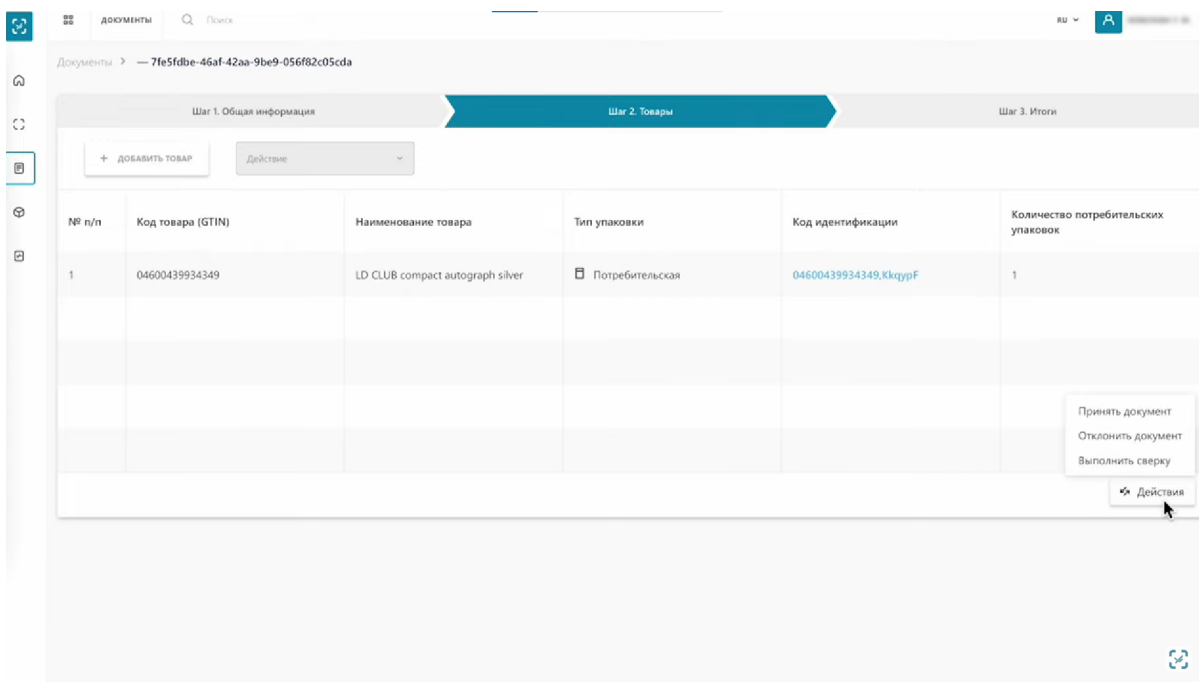 ДОКУМЕНТЫ
Поиск
RU
Документы > — 7fe5fdbe-46af-42aa-9be9-056f82c05cda
Шаг 1. Общая информация
Шаг 2. Товары
Шаг 3. Итоги
+ ДОБАВИТЬ ТОВАР
Действие
№ п/п
Код товара (GTIN)
Наименование товара
Тип упаковки
Код идентификации
Количество потребительских
упаковок
1
04600439934349
LD CLUB compact autograph silver
Потребительская
04600439934349,KkqypF
1
Принять документ
Отклонить документ
Выполнить сверку
Действия